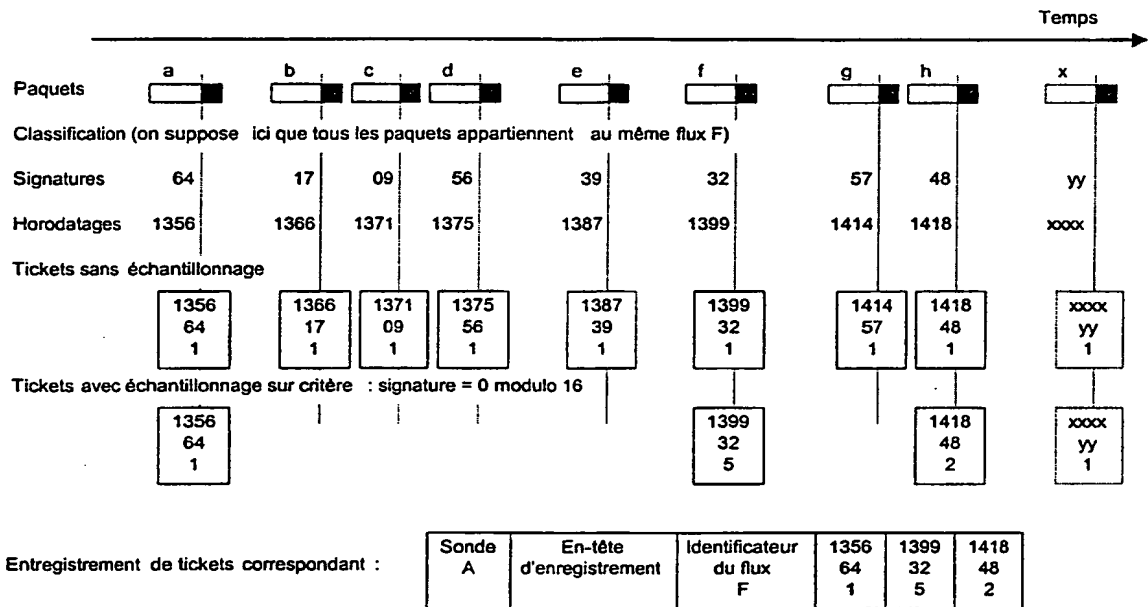 Temps
a b c d e f g h x
Paquets
Classification (on suppose ici que tous les paquets appartiennent au même flux F)
Signatures 64 17 09 56 39 32 57 48 yy
Horodatages 1356 1366 1371 1375 1387 1399 1414 1418 xxxx
Tickets sans échantillonnage
1356 1366 1371 1375 1387 1399 1414 1418 xxxx
64 17 09 56 39 32 57 48 yy
1 1 1 1 1 1 1 1 1
Tickets avec échantillonnage sur critère : signature = 0 modulo 16
1356 1399 1418 xxxx
64 32 48 yy
1 5 2 1
Sonde En-tête Identificateur 1356 1399 1418
Entregistrement de tickets correspondant : A d'enregistrement du flux 64 32 48
F 1 5 2